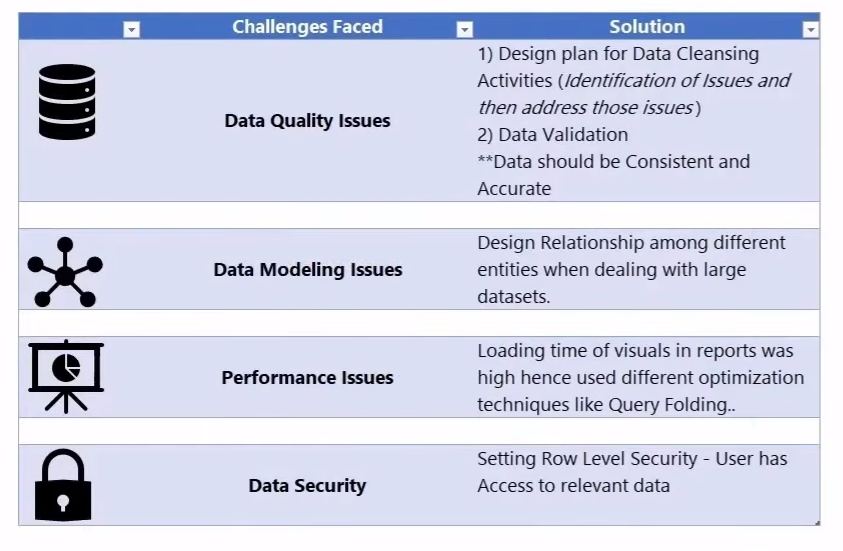 Challenges Faced
Solution
Data Quality Issues
1) Design plan for Data Cleansing
Activities (Identification of Issues and
then address those issues)
2) Data Validation
**Data should be Consistent and
Accurate
Data Modeling Issues
Design Relationship among different
entities when dealing with large
datasets.
Performance Issues
Loading time of visuals in reports was
high hence used different optimization
techniques like Query Folding..
Data Security
Setting Row Level Security - User has
Access to relevant data